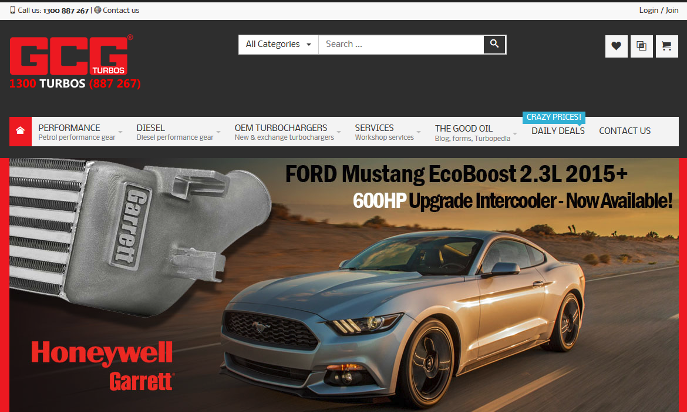 Call us: 1300 887 267 | Contact us
Login / Join
GCG®
TURBOS
1300 TURBOS (887 267)
All Categories
Search ...
CRAZY PRICES!
PERFORMANCE
Petrol performance gear
DIESEL
Diesel performance gear
OEM TURBOCHARGERS
New & exchange turbochargers
SERVICES
Workshop services
THE GOOD OIL
Blog, forms, Turbopedia
DAILY DEALS
CONTACT US
FORD Mustang EcoBoost 2.3L 2015+
600HP Upgrade Intercooler - Now Available!
Garrett
Honeywell
Garrett®